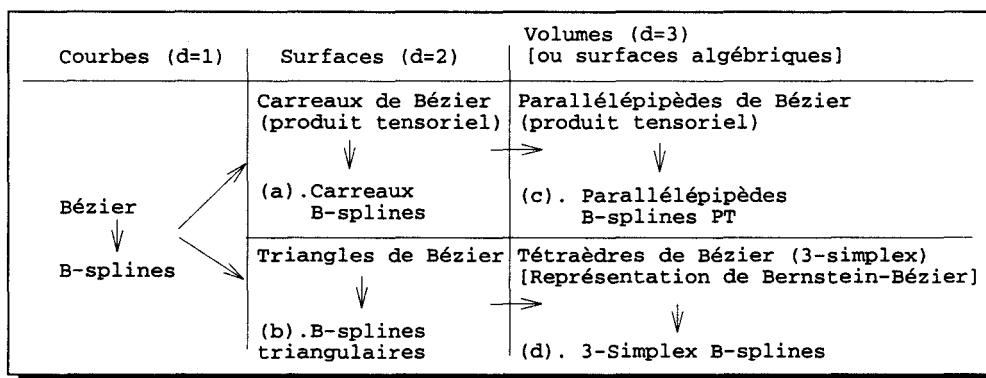 Courbes (d=1)
Surfaces (d=2)
Volumes (d=3)
[ou surfaces algébriques]
Bézier
B-splines
Carreaux de Bézier
(produit tensoriel)
(a).Carreaux
B-splines
Parallélépipèdes de Bézier
(produit tensoriel)
(c). Parallélépipèdes
B-splines PT
Triangles de Bézier
(b).B-splines
triangulaires
Tétraèdres de Bézier (3-simplex)
[Représentation de Bernstein-Bézier]
(d). 3-Simplex B-splines